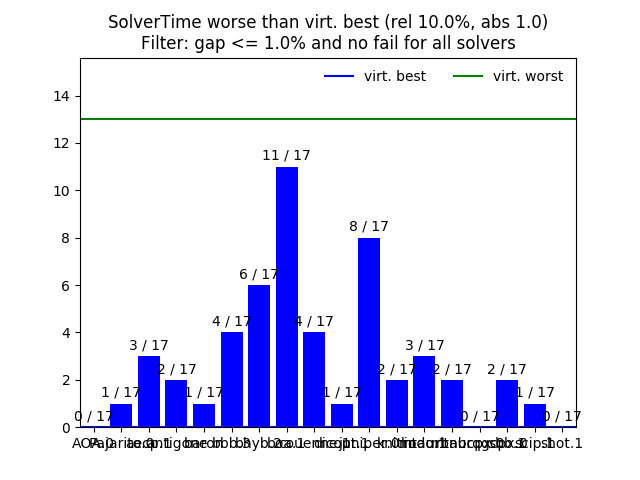 SolverTime worse than virt. best (rel 10.0%, abs 1.0)
Filter: gap <= 1.0% and no fail for all solvers
virt. best
virt. worst
14
12
10
8
6
4
2
0
0 / 17
1 / 17
3 / 17
2 / 17
1 / 17
4 / 17
6 / 17
11 / 17
4 / 17
1 / 17
8 / 17
2 / 17
3 / 17
2 / 17
0 / 17
2 / 17
1 / 17
0 / 17
shot.1